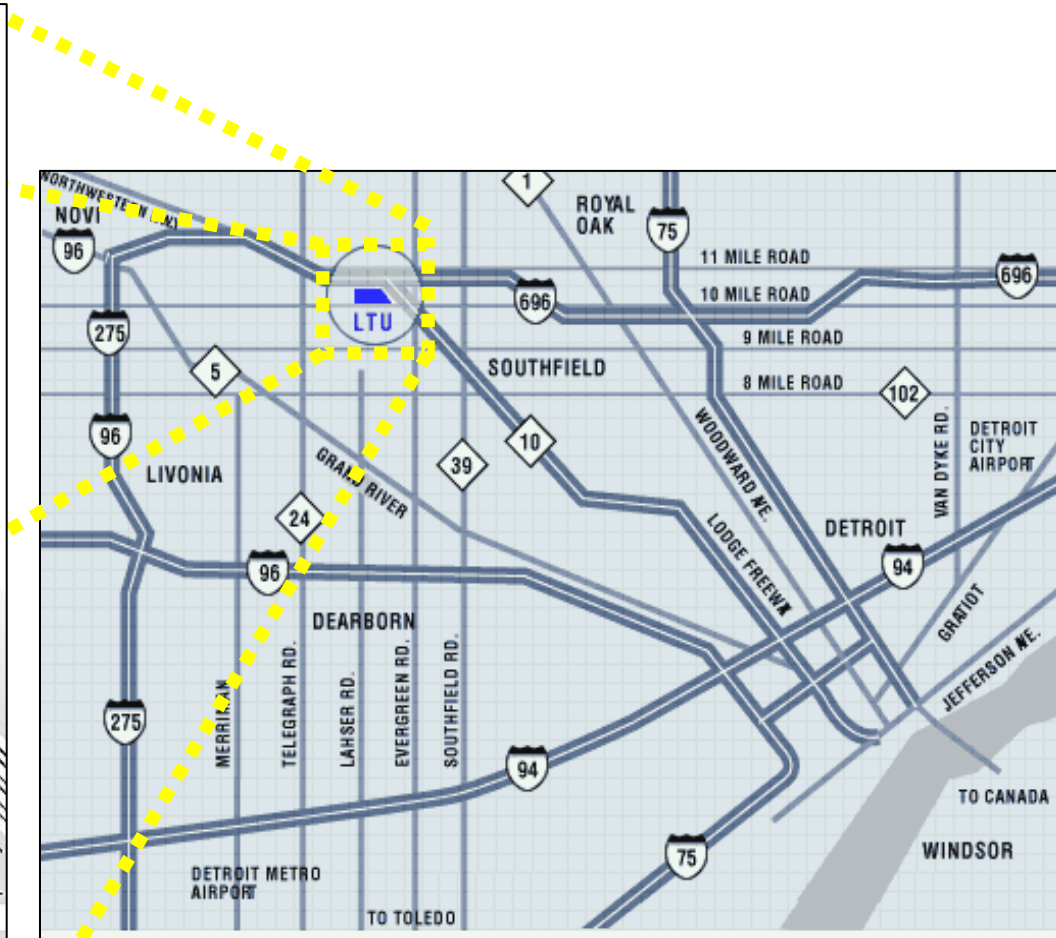 1
ROYAL
OAK
75
NORTHWESTERN HWY
NOVI
96
11 MILE ROAD
696
10 MILE ROAD
696
LTU
275
9 MILE ROAD
SOUTHFIELD
5
8 MILE ROAD
102
96
10
39
LIVONIA
GRAND RIVER
WOODWARD AVE.
VAN DYKE RD.
DETROIT
CITY
AIRPORT
24
LODGE FREEWAY
DETROIT
94
96
DEARBORN
GRATIOT
JEFFERSON AVE.
275
MERRIMAN
TELEGRAPH RD.
LAHSER RD.
EVERGREEN RD.
SOUTHFIELD RD.
94
TO CANADA
75
WINDSOR
DETROIT METRO
AIRPORT
TO TOLEDO